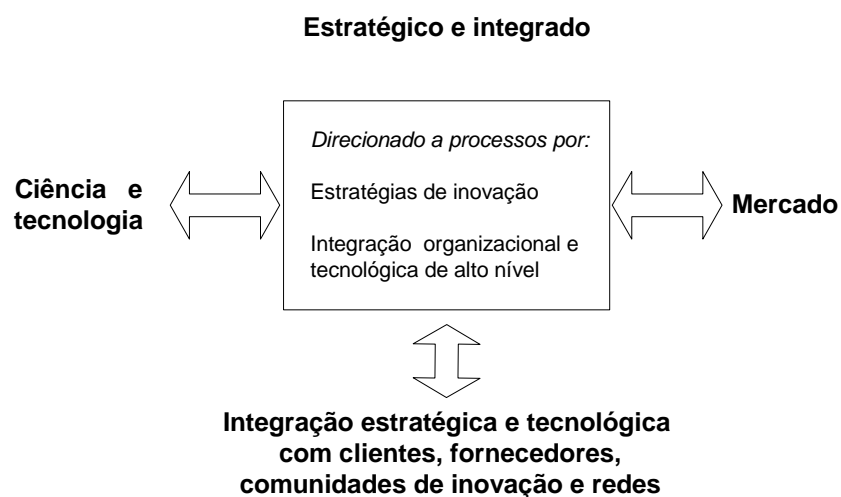 Estratégico e integrado
Direcionado a processos por:
Ciência e
tecnologia
Estratégias de inovação
Integração organizacional e
tecnológica de alto nível
Mercado
Integração estratégica e tecnológica
com clientes, fornecedores,
comunidades de inovação e redes